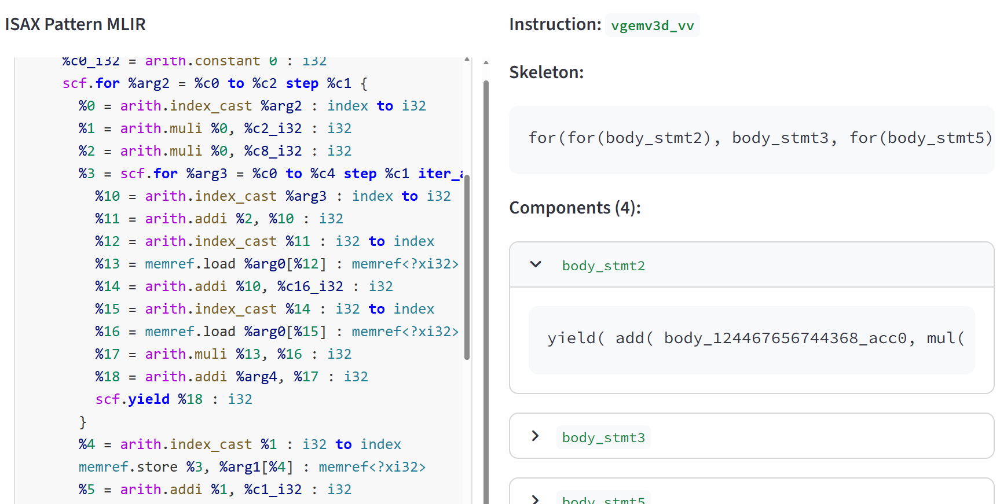 ISAX Pattern MLIR
%c0_i32 = arith.constant 0 : i32
scf.for %arg2 = %c0 to %c2 step %c1 {
%0 = arith.index_cast %arg2 : index to i32
%1 = arith.muli %0, %c2_i32 : i32
%2 = arith.muli %0, %c8_i32 : i32
%3 = scf.for %arg3 = %c0 to %c4 step %c1 iter_a
%10 = arith.index_cast %arg3 : index to i32
%11 = arith.addi %2, %10 : i32
%12 = arith.index_cast %11 : i32 to index
%13 = memref.load %arg0[%12] : memref<?xi32>
%14 = arith.addi %10, %c16_i32 : i32
%15 = arith.index_cast %14 : i32 to index
%16 = memref.load %arg0[%15] : memref<?xi32>
%17 = arith.muli %13, %16 : i32
%18 = arith.addi %arg4, %17 : i32
scf.yield %18 : i32
}
%4 = arith.index_cast %1 : i32 to index
memref.store %3, %arg1[%4] : memref<?xi32>
%5 = arith.addi %1, %c1_i32 : i32
Instruction: vgemv3d_vv
Skeleton:
for(for(body_stmt2), body_stmt3, for(body_stmt5)
Components (4):
body_stmt2
yield( add( body_124467656744368_acc0, mul(
body_stmt3
body_stmt5